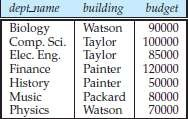 dept_name building budget
Biology Watson 90000
Comp. Sci. Taylor 100000
Elec. Eng. Taylor 85000
Finance Painter 120000
History Painter 50000
Music Packard 80000
Physics Watson 70000